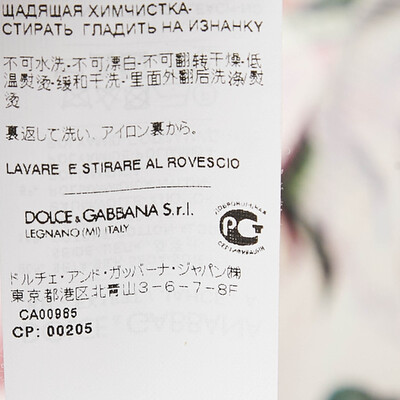 ЩАДЯЩАЯ ХИМЧИСТКА-
СТИРАТЬ ГЛАДИТЬ НА ИЗНАНКУ
不可水洗-不可漂白-不可翻转干燥-低
温熨烫-缓和干洗-里面外翻后洗涤/熨
烫
裏返して洗い、アイロン裏から。
LAVARE E STIRARE AL ROVESCIO
DOLCE & GABBANA S.r.l.
LEGNANO (MI) ITALY
ДОБРОВОЛЬНАЯ
РСТ
СЕРТИФИКАЦИЯ
ドルチェ・アンド・ガッバーナ・ジャパン㈱
東京都港区北青山3-6-7-8F
CA00965
CP: 00205